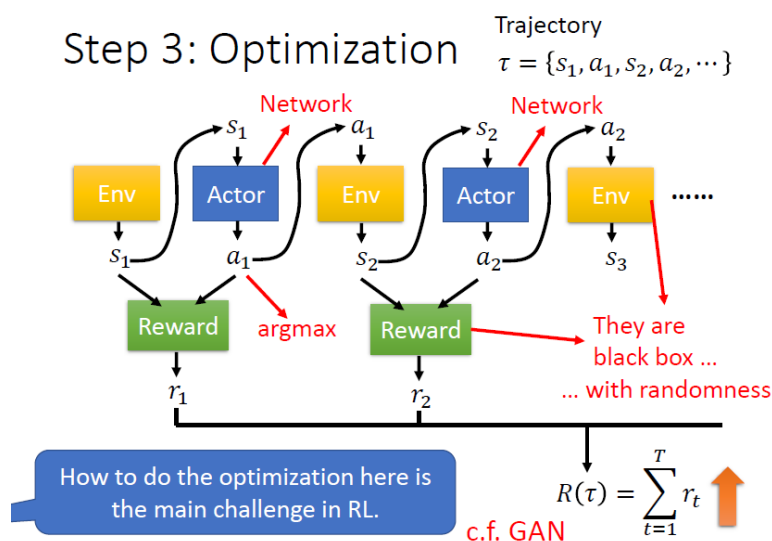 Step 3: Optimization
Trajectory
τ = {s₁, a₁, s₂, a₂, ⋯}
Network
Network
s₁
a₁
s₂
a₂
Env
Actor
Env
Actor
Env
......
s₁
a₁
s₂
a₂
s₃
Reward
argmax
Reward
They are
black box ...
... with randomness
r₁
r₂
How to do the optimization here is
the main challenge in RL.
c.f. GAN
R(τ) = ∑ₜ₌₁ᵀ rₜ